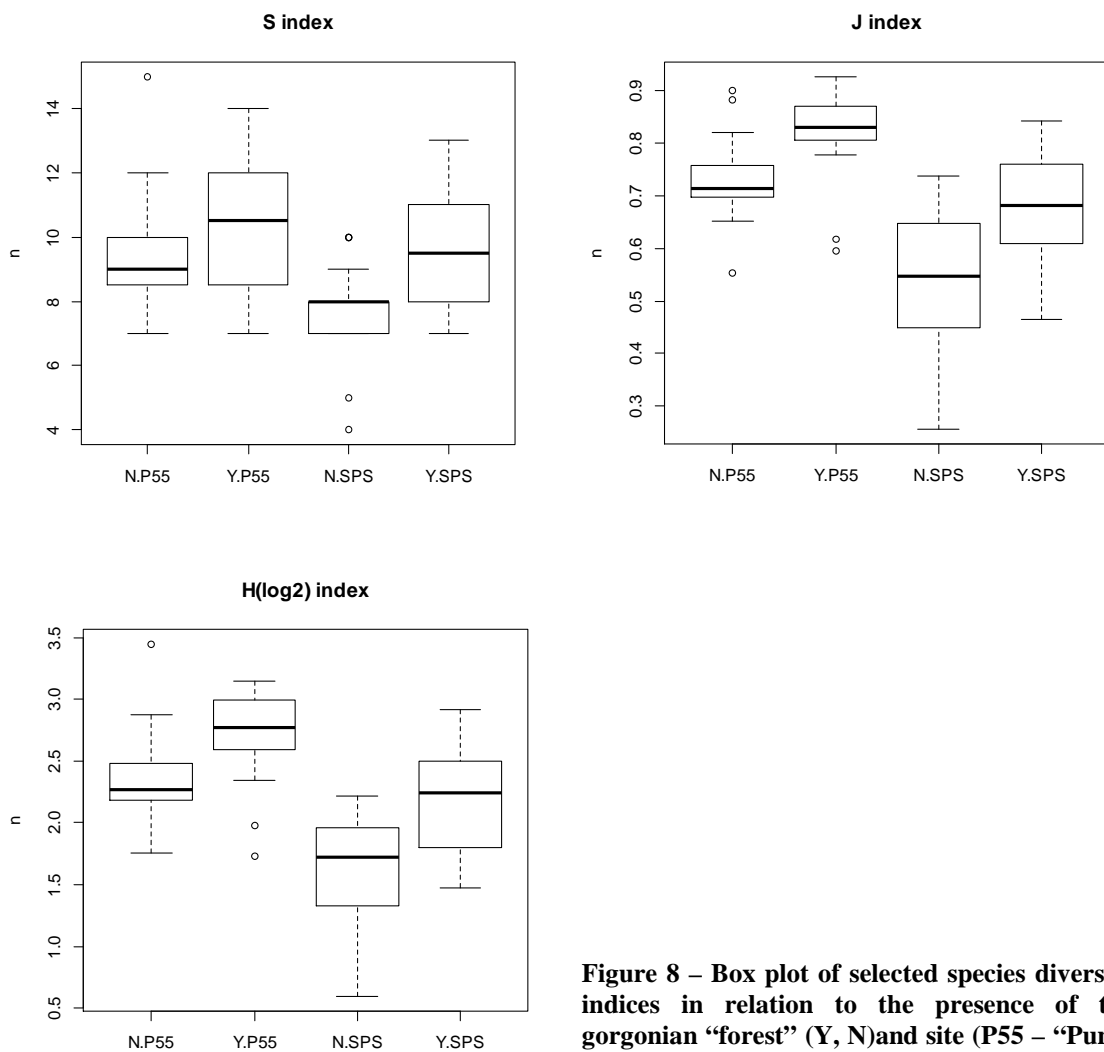 S index
n
14
12
10
8
6
4
N.P55 Y.P55 N.SPS Y.SPS
J index
n
0.9
0.8
0.7
0.6
0.5
0.4
0.3
N.P55 Y.P55 N.SPS Y.SPS
H(log2) index
n
3.5
3.0
2.5
2.0
1.5
1.0
0.5
N.P55 Y.P55 N.SPS Y.SPS
Figure 8 – Box plot of selected species
indices in relation to the presence of
gorgonian “forest” (Y, N)and site (P55 –